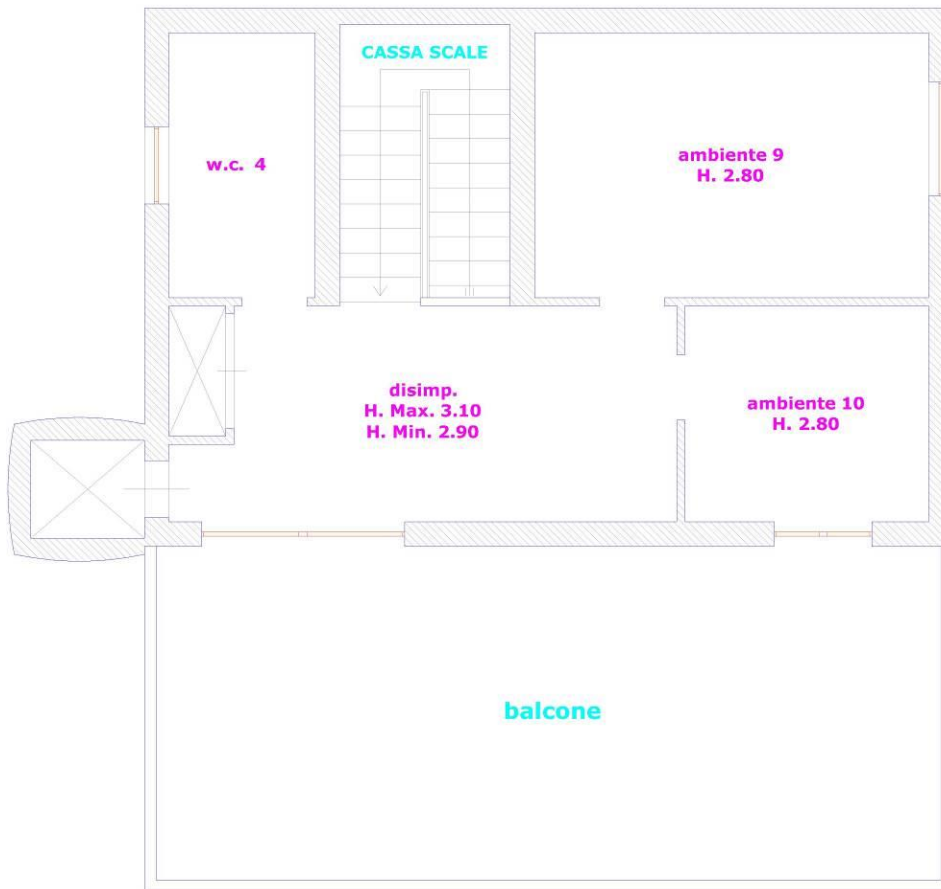 CASSA SCALE
w.c. 4
ambiente 9
H. 2.80
disimp.
H. Max. 3.10
H. Min. 2.90
ambiente 10
H. 2.80
balcone